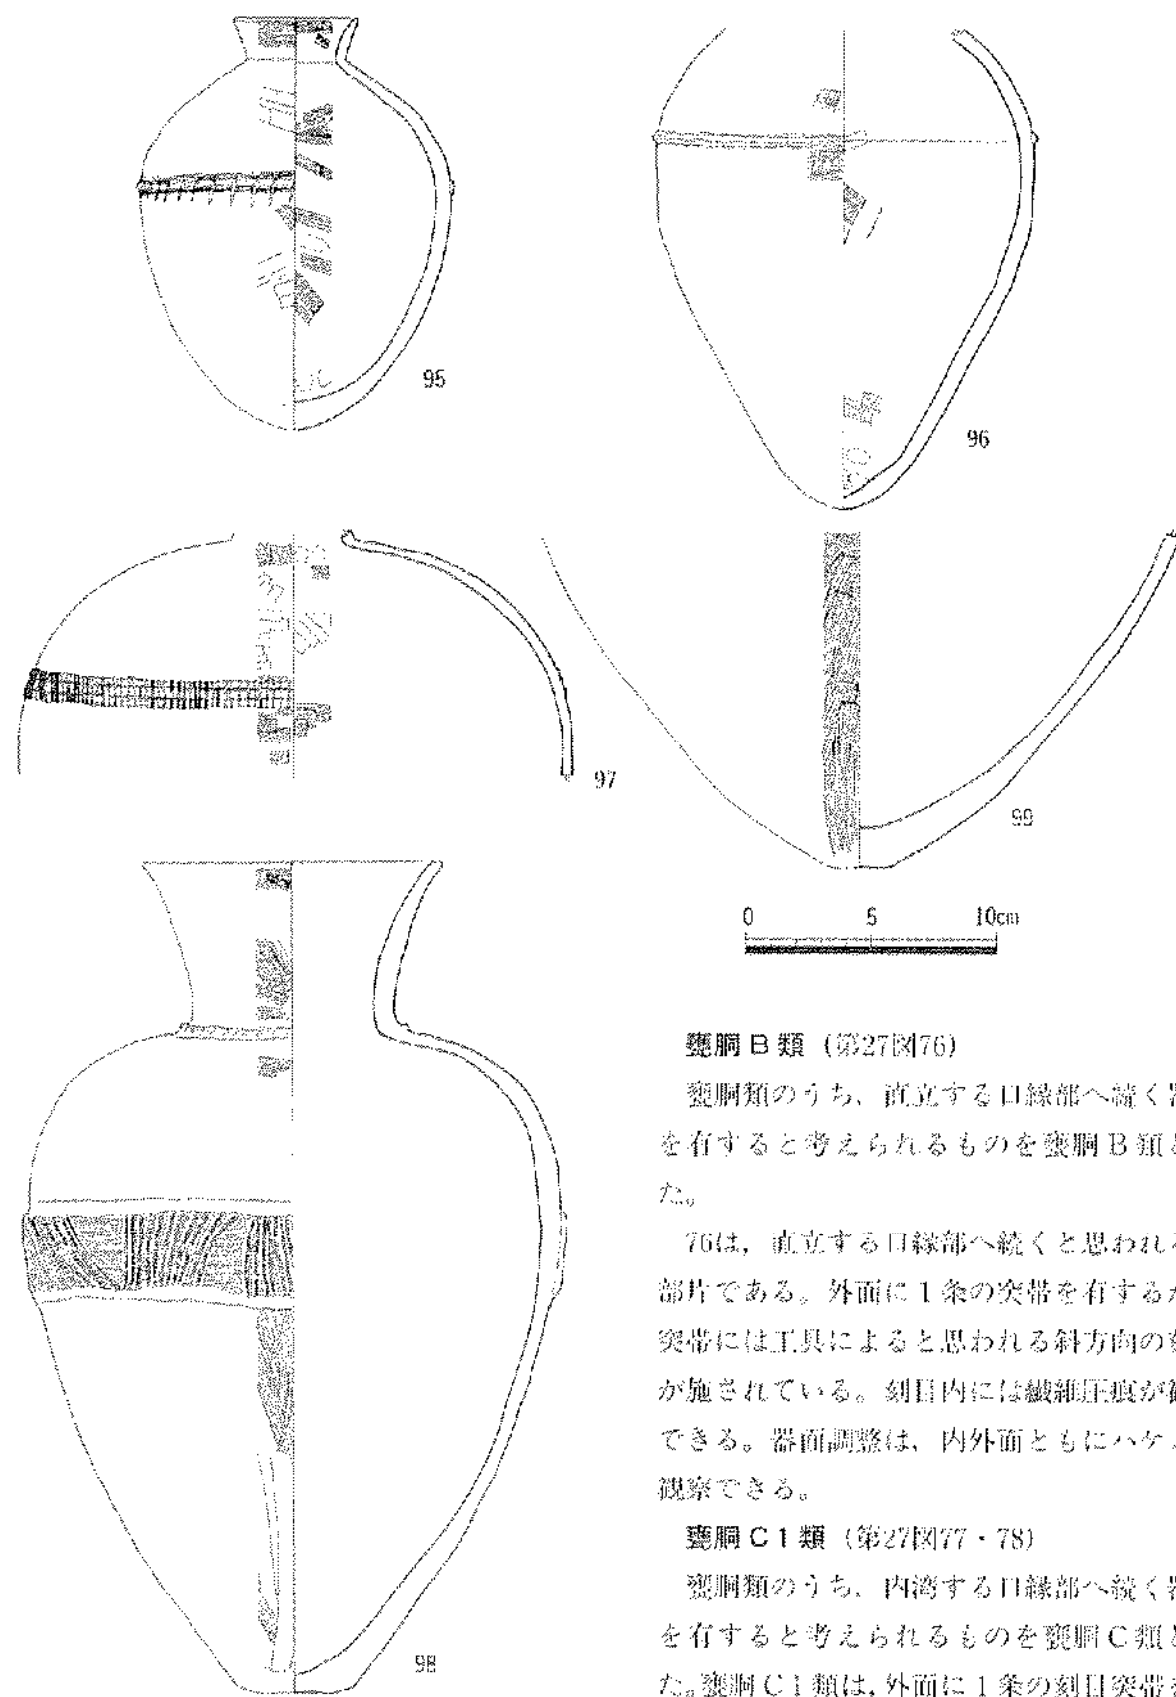 95
96
97
99
0 5 10cm
98
甕胴B類（第27図76）
甕胴類のうち、直立する口縁部へ続く器
を有すると考えられるものを甕胴B類と
た。
76は，直立する口縁部へ続くと思われる
部片である。外面に1条の突帯を有するが
突帯には工具によると思われる斜方向の刻
が施されている。刻目内には繊維圧痕が観
できる。器面調整は、内外面ともにハケ
観察できる。
甕胴C1類（第27図77・78）
甕胴類のうち、内湾する口縁部へ続く器
を有すると考えられるものを甕胴C類と
た。甕胴C1類は，外面に1条の刻目突帯を